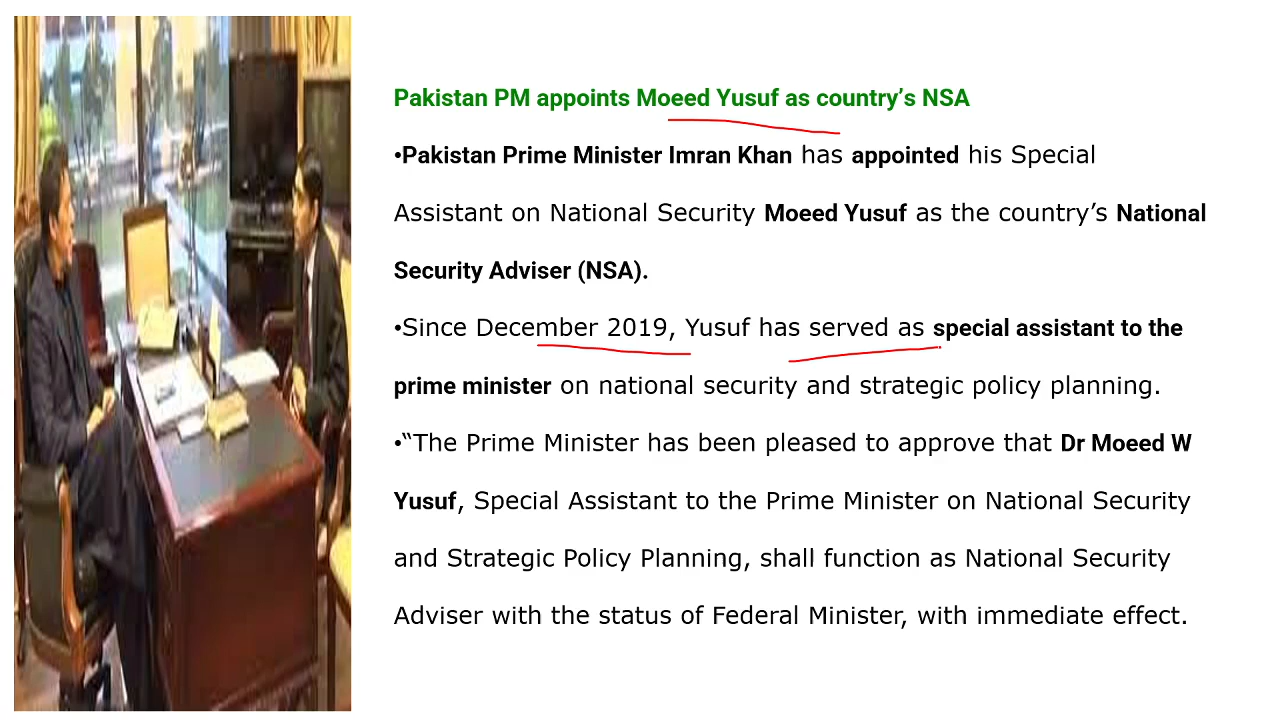 Pakistan PM appoints Moeed Yusuf as country’s NSA
•Pakistan Prime Minister Imran Khan has appointed his Special
Assistant on National Security Moeed Yusuf as the country’s National
Security Adviser (NSA).
•Since December 2019, Yusuf has served as special assistant to the
prime minister on national security and strategic policy planning.
•“The Prime Minister has been pleased to approve that Dr Moeed W
Yusuf, Special Assistant to the Prime Minister on National Security
and Strategic Policy Planning, shall function as National Security
Adviser with the status of Federal Minister, with immediate effect.